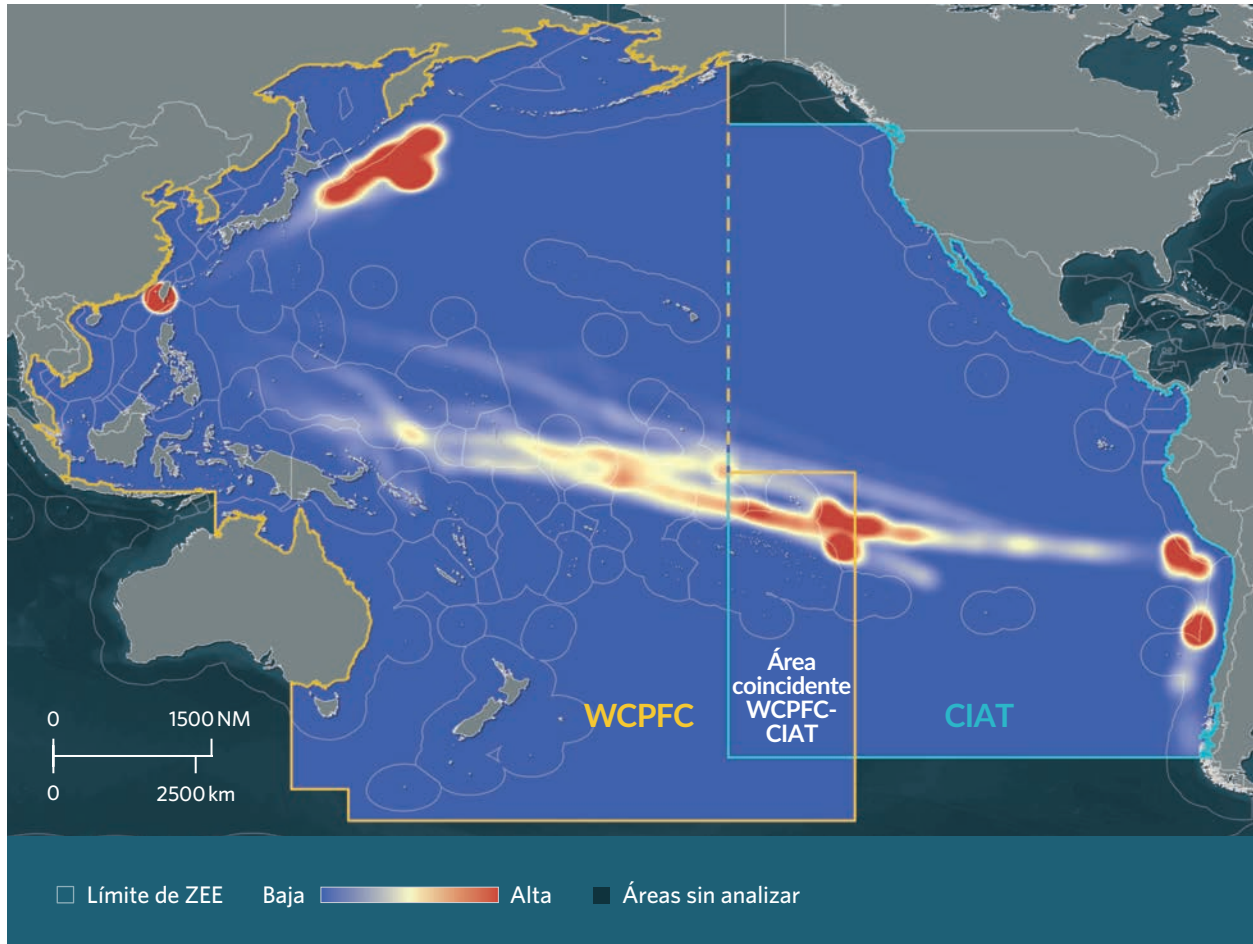 Área
coincidente
WCPFC-
CIAT
WCPFC
CIAT
0 1500 NM
0 2500 km
Límite de ZEE Baja Alta Áreas sin analizar